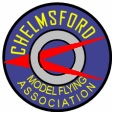 CHELMSFORD
MODEL FLYING
ASSOCIATION